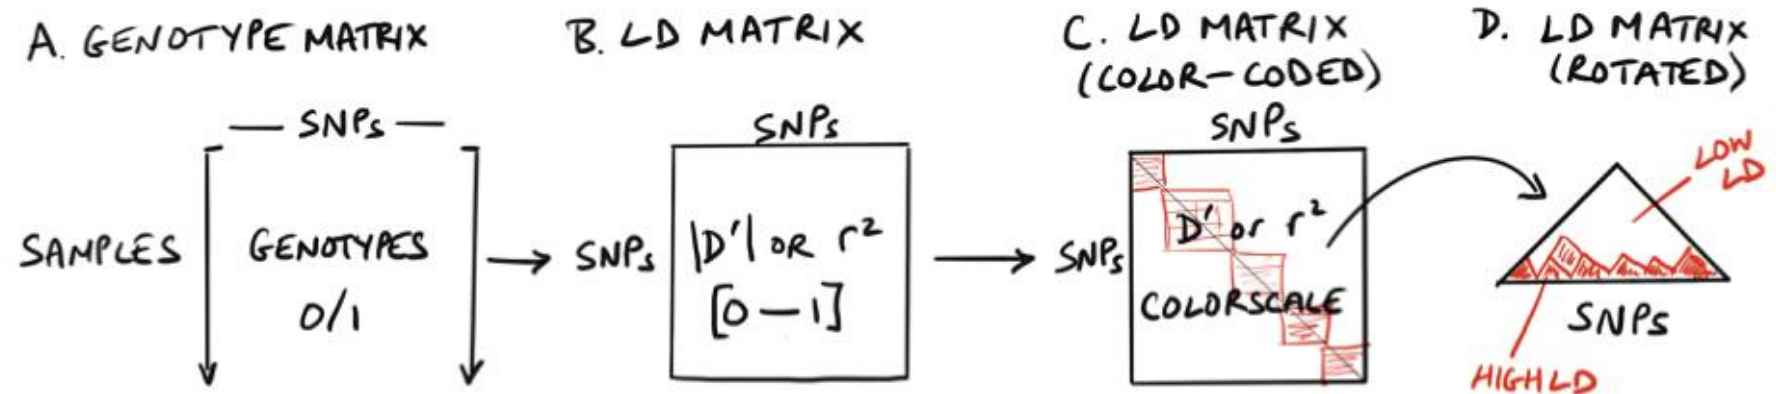 A. GENOTYPE MATRIX
— SNPs —
SAMPLES
GENOTYPES
0/1
B. LD MATRIX
SNPs
SNPs
|D'| OR r²
[0 — 1]
C. LD MATRIX
(COLOR-CODED)
SNPs
SNPs
D' or r²
COLORSCALE
D. LD MATRIX
(ROTATED)
LOW
LD
SNPs
HIGH LD